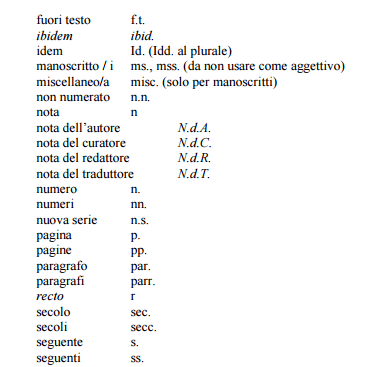 fuori testo f.t.
ibidem ibid.
idem Id. (Idd. al plurale)
manoscritto / i ms., mss. (da non usare come aggettivo)
miscellaneo/a misc. (solo per manoscritti)
non numerato n.n.
nota n
nota dell'autore N.d.A.
nota del curatore N.d.C.
nota del redattore N.d.R.
nota del traduttore N.d.T.
numero n.
numeri nn.
nuova serie n.s.
pagina p.
pagine pp.
paragrafo par.
paragrafi parr.
recto r
secolo sec.
secoli secc.
seguente s.
seguenti ss.